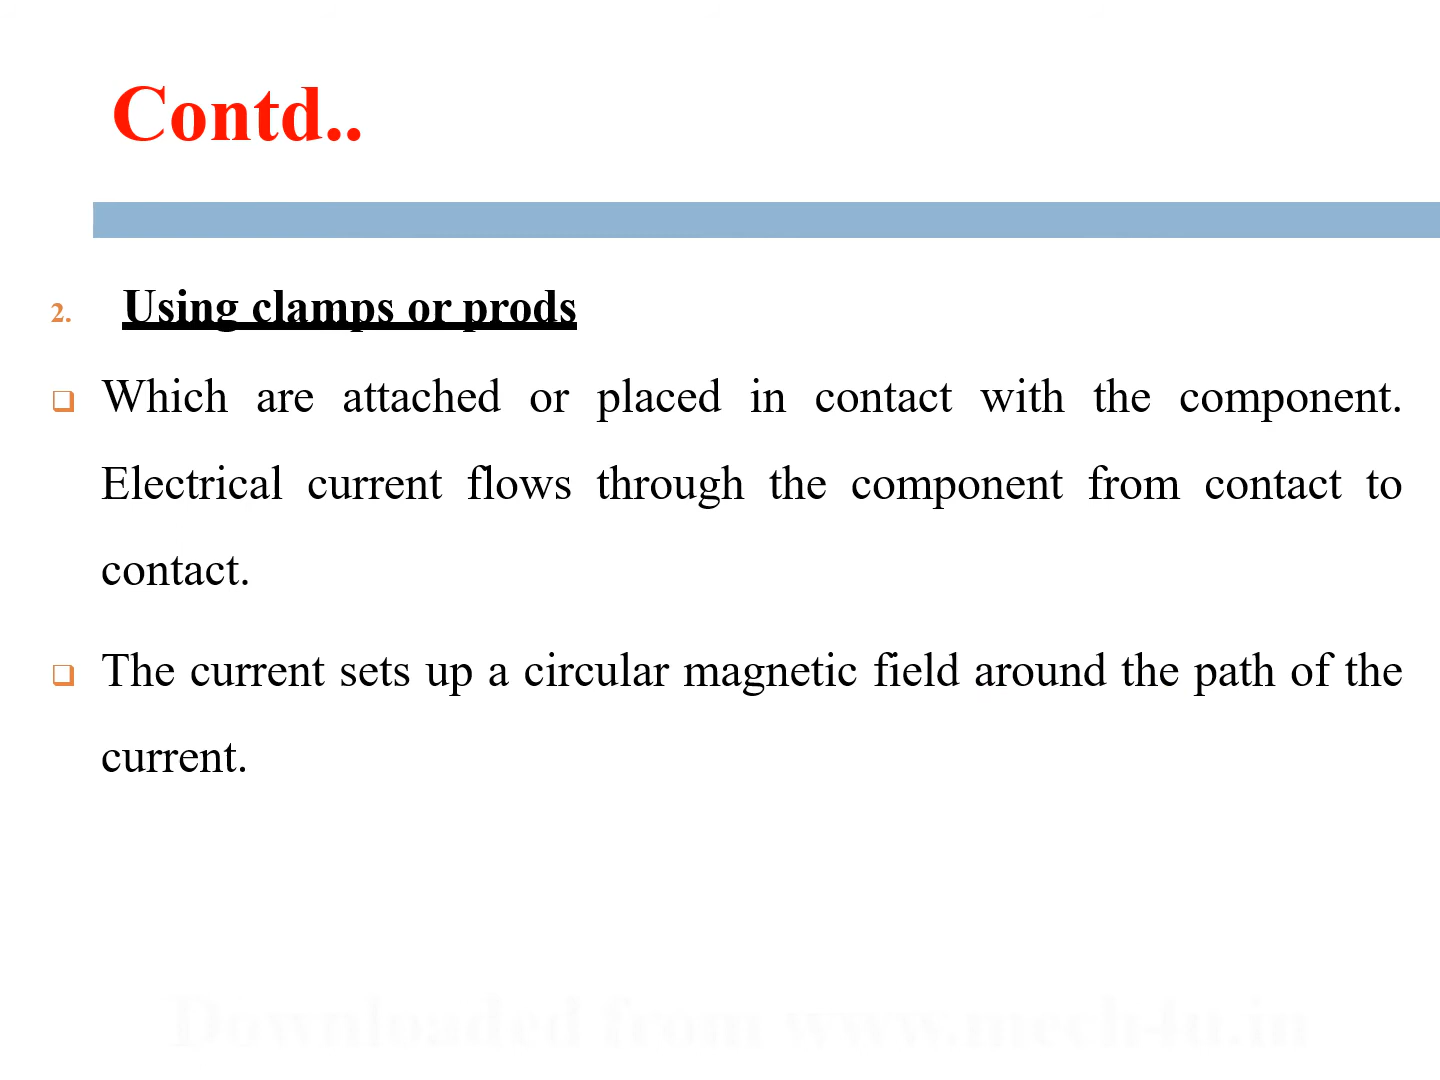 Contd..
2. Using clamps or prods
❑ Which are attached or placed in contact with the component.
Electrical current flows through the component from contact to
contact.
❑ The current sets up a circular magnetic field around the path of the
current.
Downloaded from www.mech4u.in